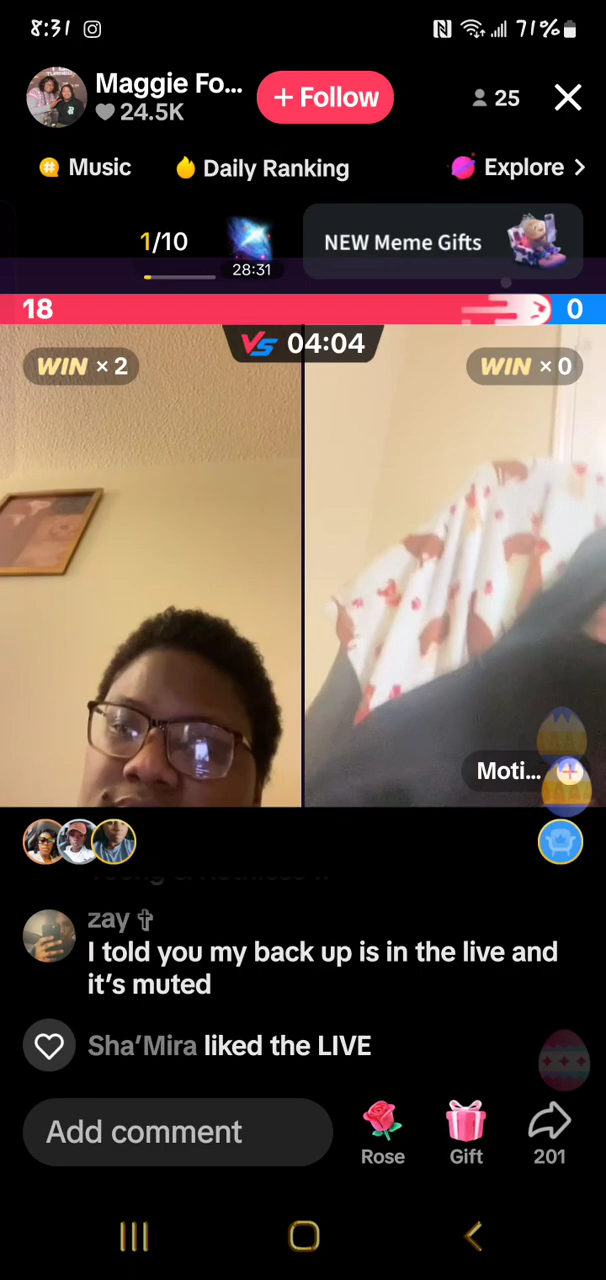 8:31
71%
Maggie Fo...
+ Follow
24.5K
25
Music
Daily Ranking
Explore >
1/10
28:31
NEW Meme Gifts
18
0
VS 04:04
WIN × 2
WIN × 0
Moti...
zay ✞
I told you my back up is in the live and
it's muted
Sha'Mira liked the LIVE
Add comment
Rose
Gift
201